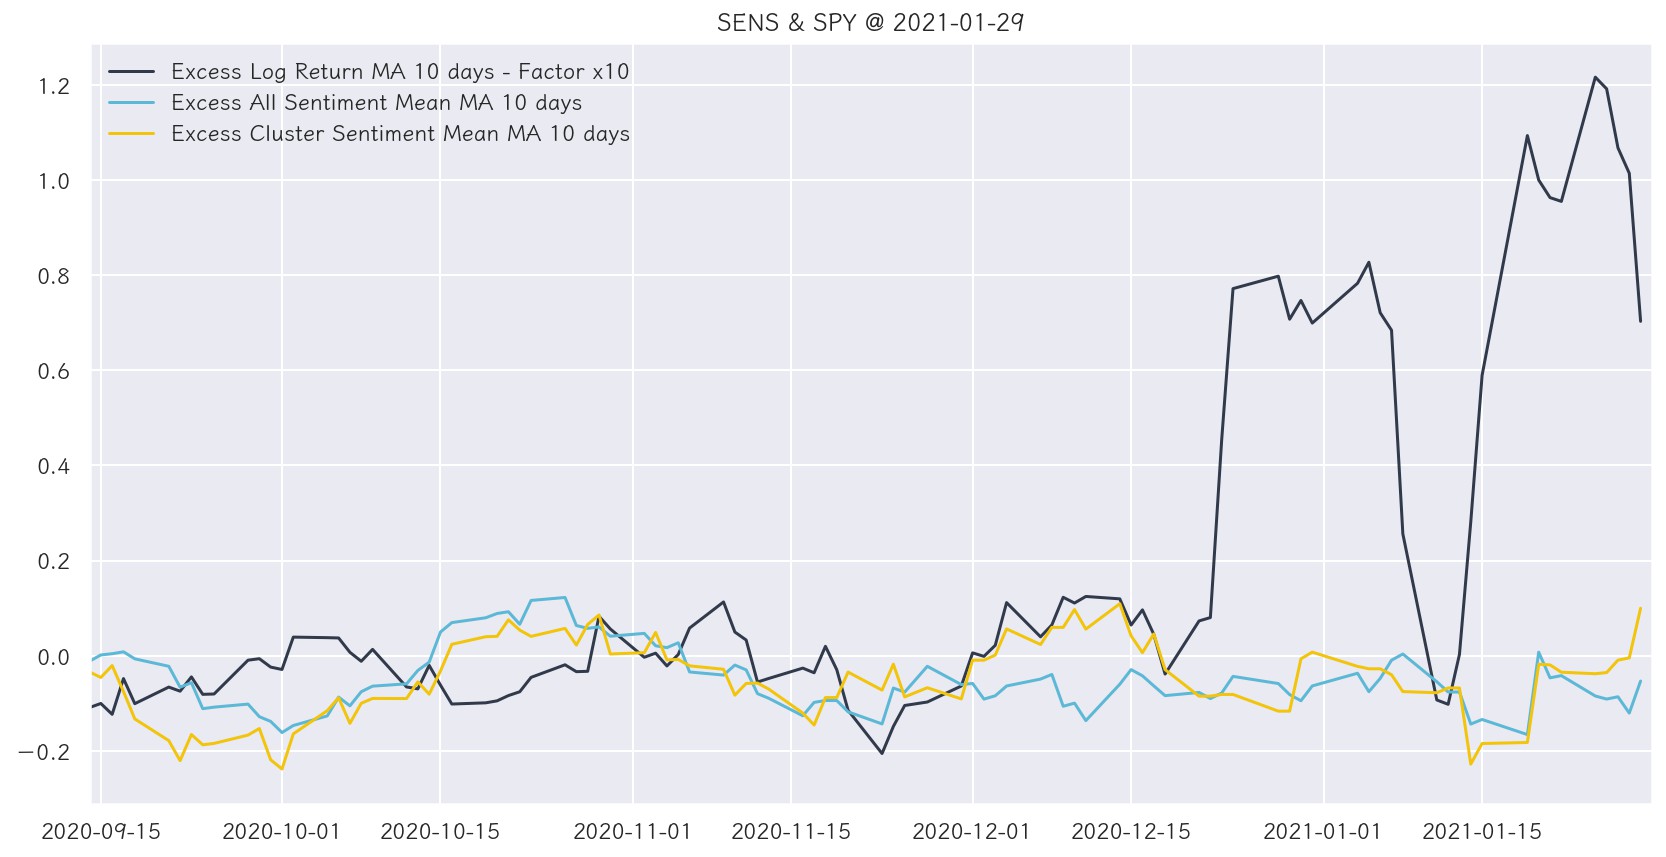 SENS & SPY @ 2021-01-29
Excess Log Return MA 10 days - Factor x10
Excess All Sentiment Mean MA 10 days
Excess Cluster Sentiment Mean MA 10 days
1.2
1.0
0.8
0.6
0.4
0.2
0.0
−0.2
2020-09-15 2020-10-01 2020-10-15 2020-11-01 2020-11-15 2020-12-01 2020-12-15 2021-01-01 2021-01-15